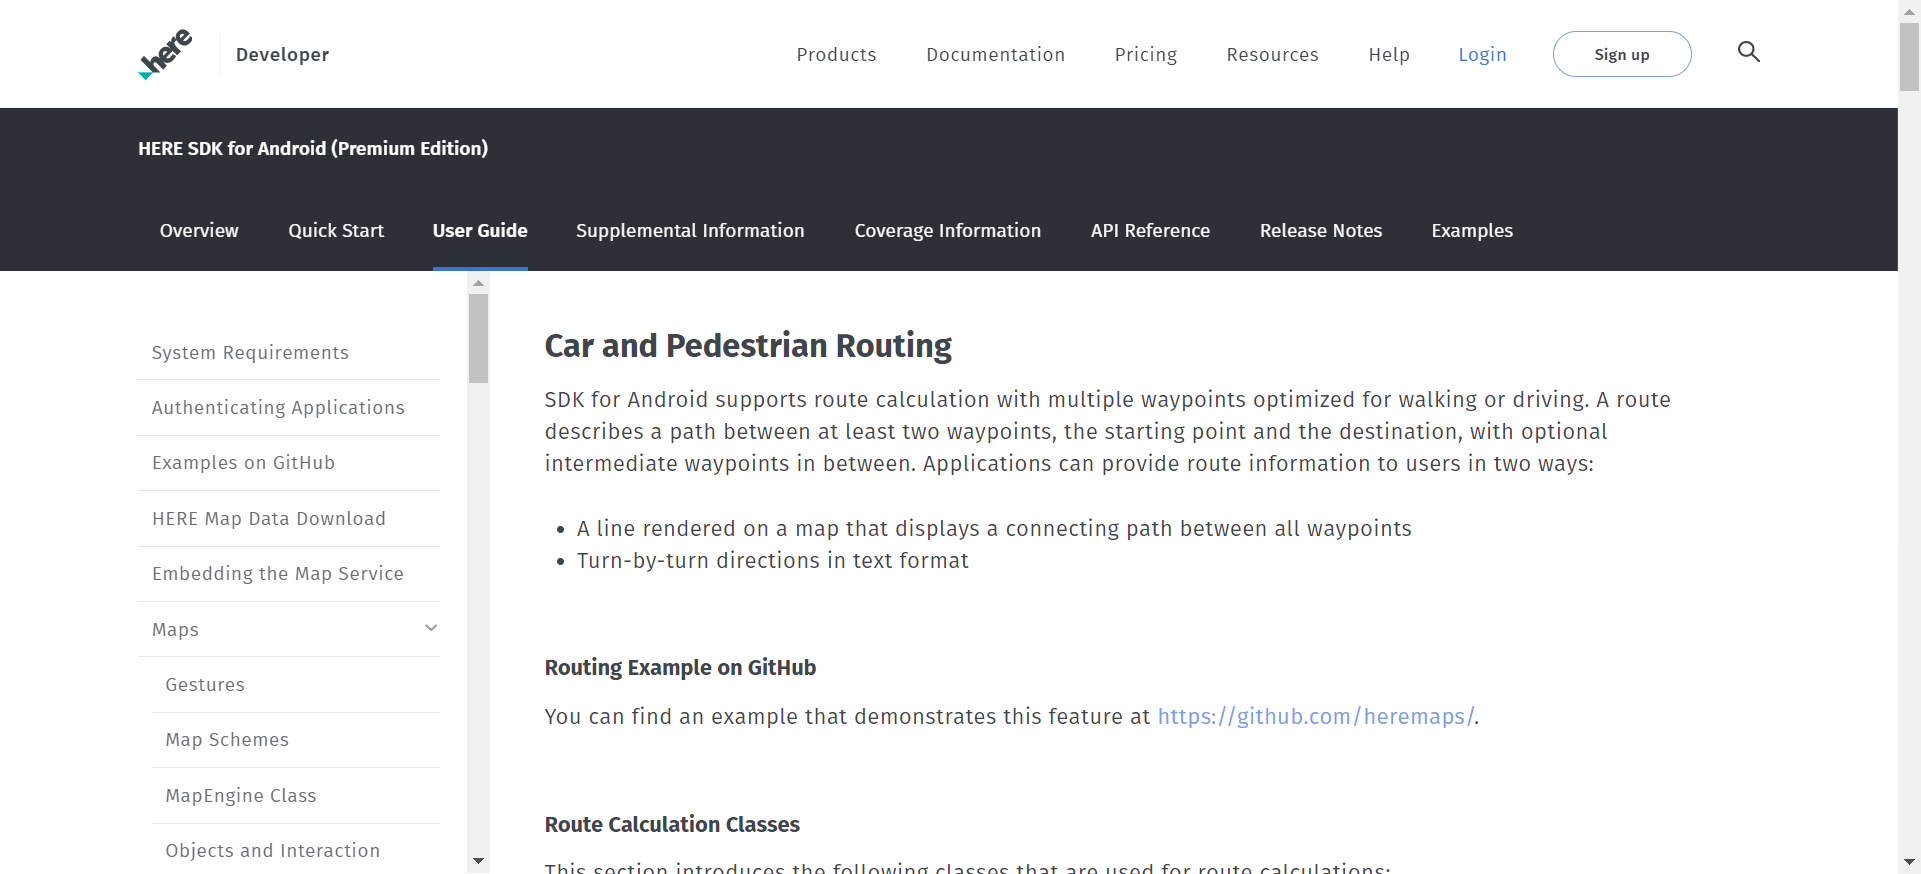 here Developer Products Documentation Pricing Resources Help Login Sign up
HERE SDK for Android (Premium Edition)
Overview Quick Start User Guide Supplemental Information Coverage Information API Reference Release Notes Examples
System Requirements
Authenticating Applications
Examples on GitHub
HERE Map Data Download
Embedding the Map Service
Maps
Gestures
Map Schemes
MapEngine Class
Objects and Interaction
Car and Pedestrian Routing
SDK for Android supports route calculation with multiple waypoints optimized for walking or driving. A route
describes a path between at least two waypoints, the starting point and the destination, with optional
intermediate waypoints in between. Applications can provide route information to users in two ways:
• A line rendered on a map that displays a connecting path between all waypoints
• Turn-by-turn directions in text format
Routing Example on GitHub
You can find an example that demonstrates this feature at https://github.com/heremaps/.
Route Calculation Classes
This section introduces the following classes that are used for route calculations: